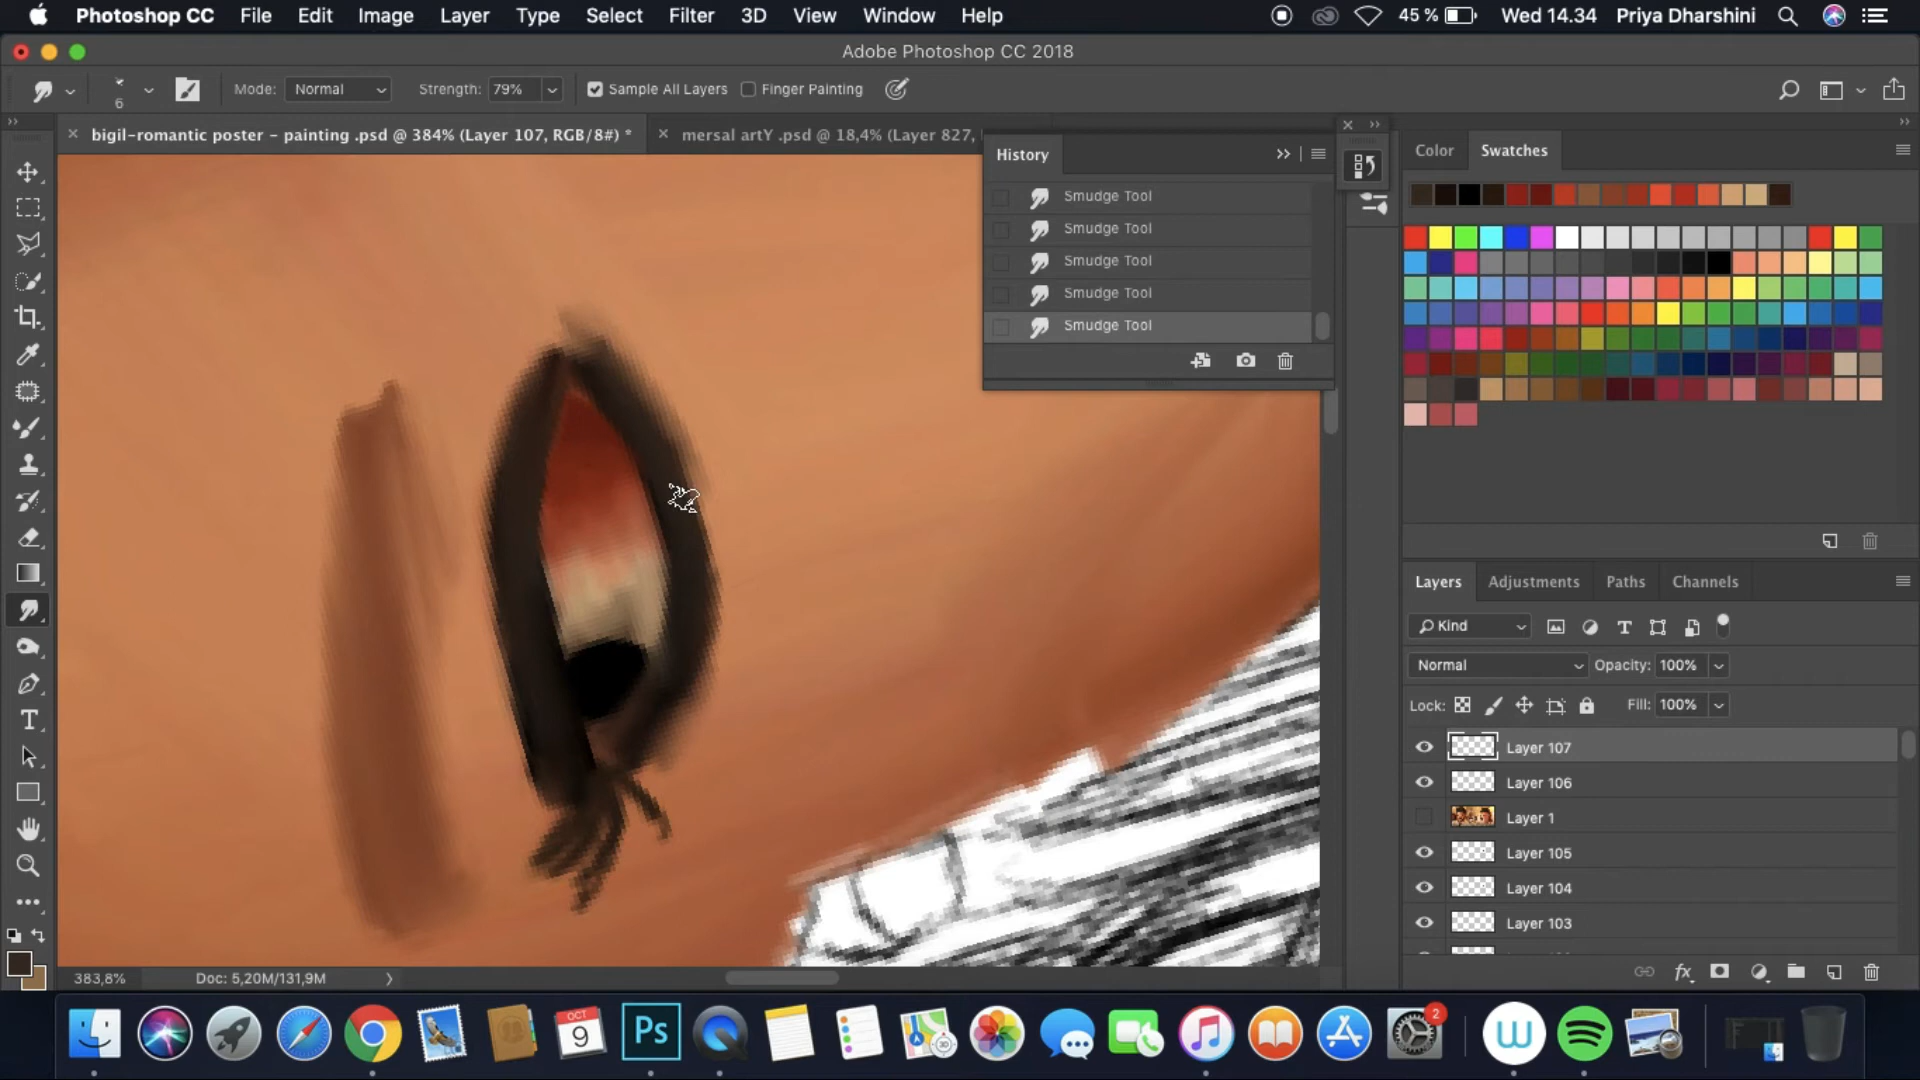 Photoshop CC File Edit Image Layer Type Select Filter 3D View Window Help 45 % Wed 14.34 Priya Dharshini
Adobe Photoshop CC 2018
6 Mode: Normal Strength: 79% Sample All Layers Finger Painting
bigil-romantic poster - painting .psd @ 384% (Layer 107, RGB/8#) * mersal artY .psd @ 18,4% (Layer 827,
History
Smudge Tool
Smudge Tool
Smudge Tool
Smudge Tool
Smudge Tool
Color Swatches
Layers Adjustments Paths Channels
Kind
Normal Opacity: 100%
Lock: Fill: 100%
Layer 107
Layer 106
Layer 1
Layer 105
Layer 104
Layer 103
fx
383,8% Doc: 5,20M/131,9M
OCT
9
Ps
2